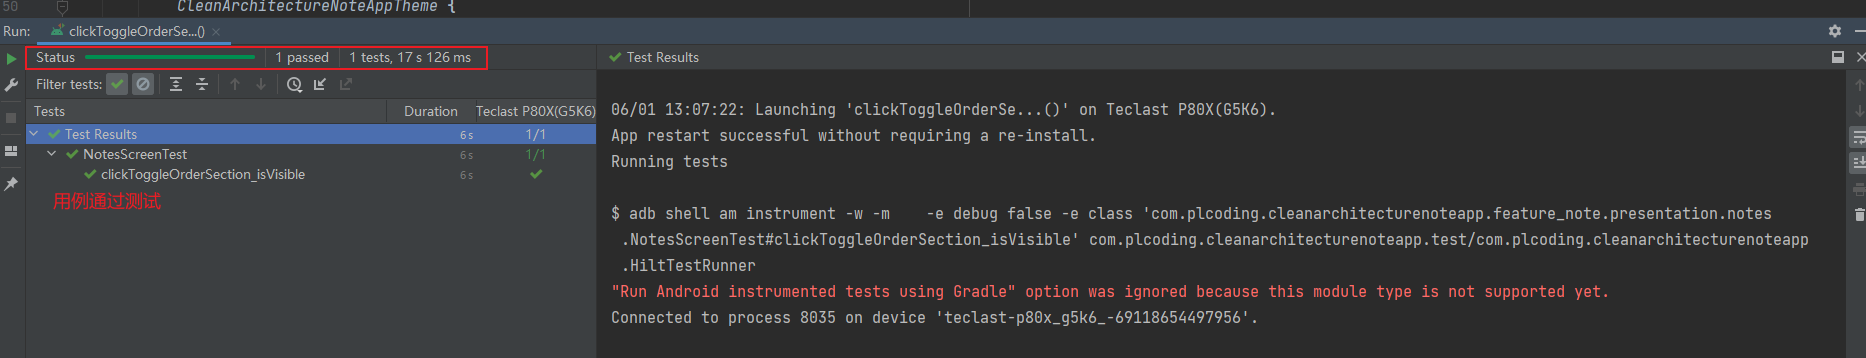 50 CleanArchitectureNoteAppTheme {
Run: clickToggleOrderSe...()
Status 1 passed 1 tests, 17 s 126 ms
Test Results
Filter tests:
Tests Duration Teclast P80X(G5K6)
Test Results 6 s 1/1
NotesScreenTest 6 s 1/1
clickToggleOrderSection_isVisible 6 s
用例通过测试
06/01 13:07:22: Launching 'clickToggleOrderSe...()' on Teclast P80X(G5K6).
App restart successful without requiring a re-install.
Running tests
$ adb shell am instrument -w -m    -e debug false -e class 'com.plcoding.cleanarchitecturenoteapp.feature_note.presentation.notes
.NotesScreenTest#clickToggleOrderSection_isVisible' com.plcoding.cleanarchitecturenoteapp.test/com.plcoding.cleanarchitecturenoteapp
.HiltTestRunner
"Run Android instrumented tests using Gradle" option was ignored because this module type is not supported yet.
Connected to process 8035 on device 'teclast-p80x_g5k6_-69118654497956'.